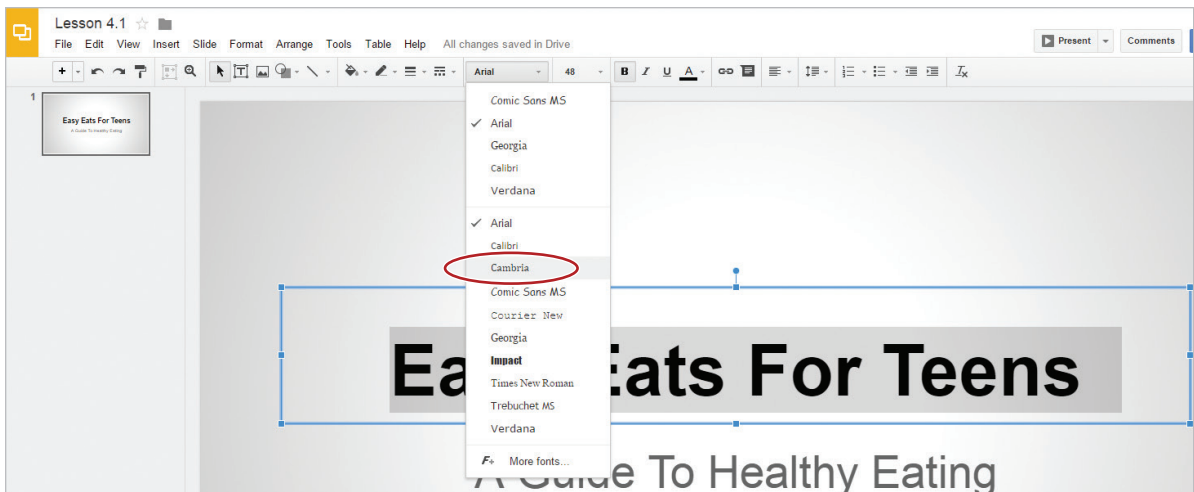 Lesson 4.1
File Edit View Insert Slide Format Arrange Tools Table Help All changes saved in Drive
Present Comments
Arial 48 B I U A
1
Easy Eats For Teens
A Guide To Healthy Eating
Comic Sans MS
Arial
Georgia
Calibri
Verdana
Arial
Calibri
Cambria
Comic Sans MS
Courier New
Georgia
Impact
Times New Roman
Trebuchet MS
Verdana
More fonts...
Eats For Teens
To Healthy Eating